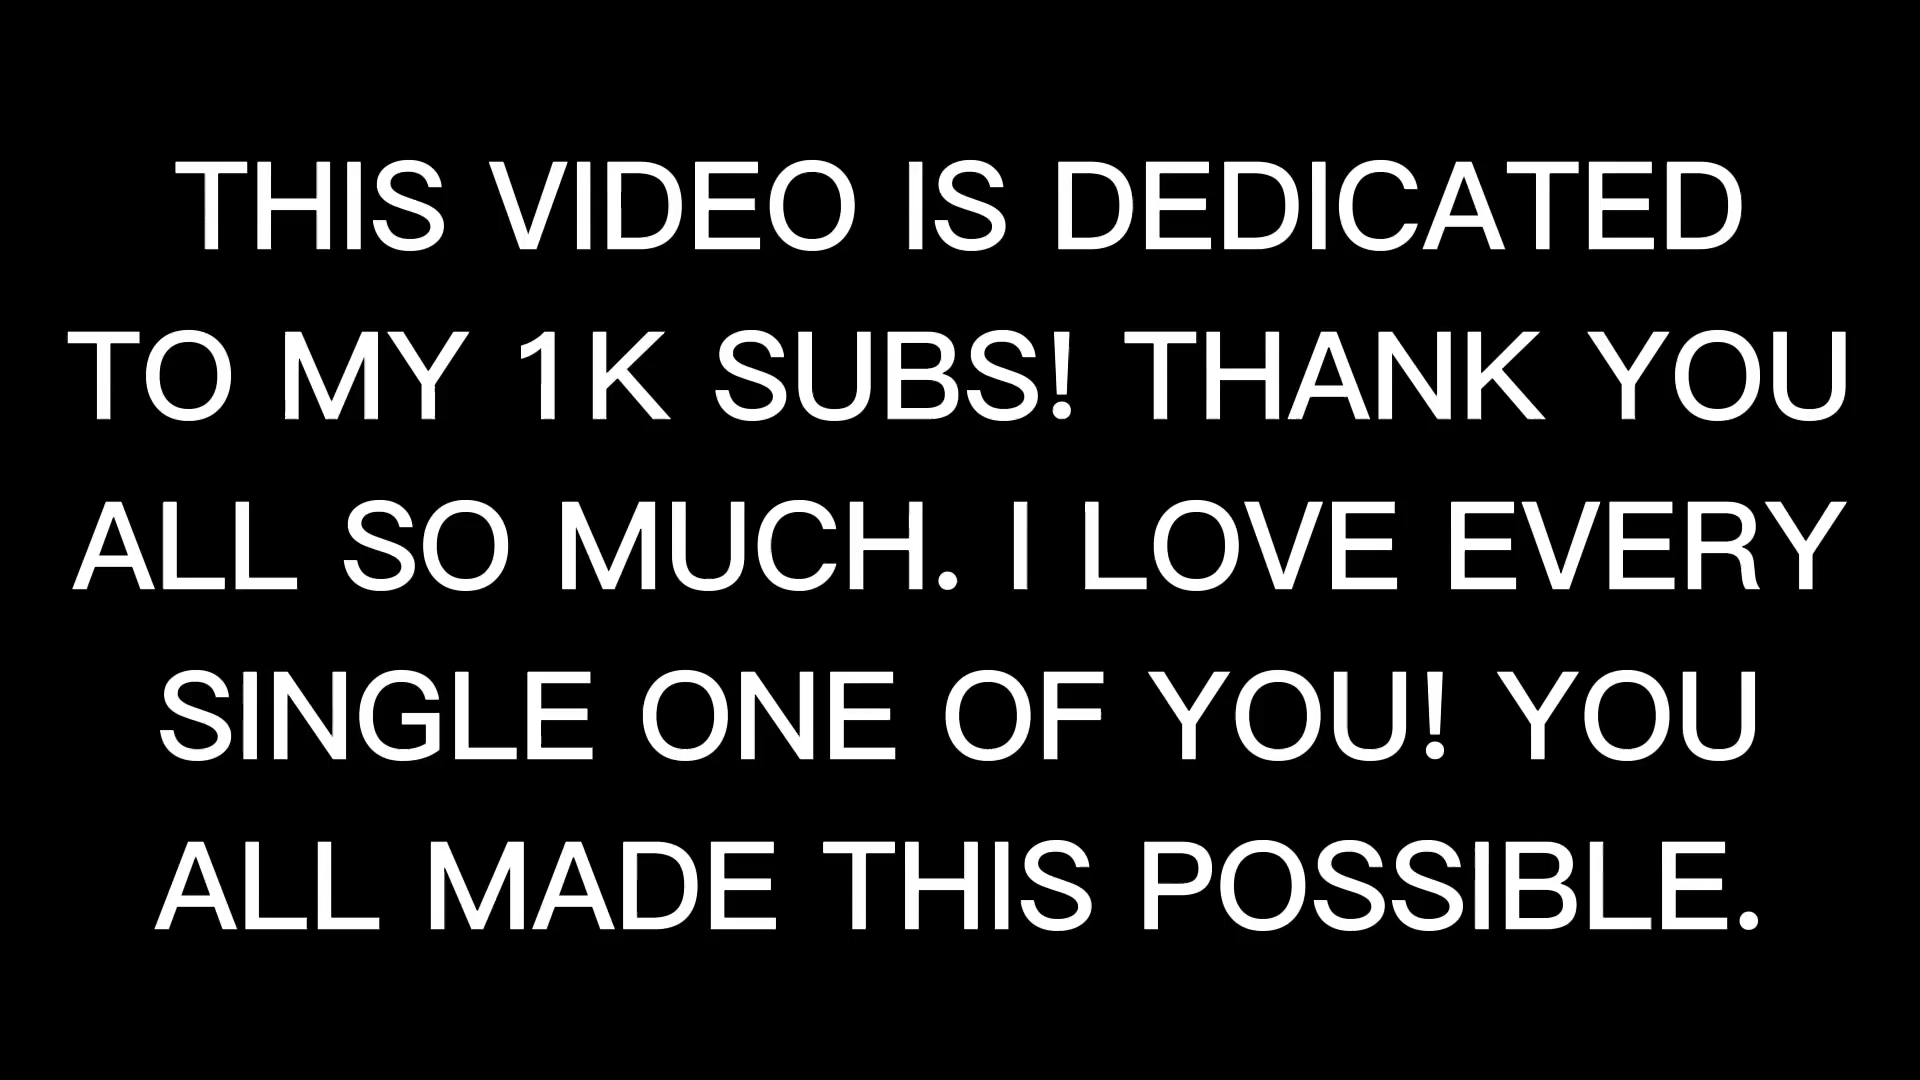 THIS VIDEO IS DEDICATED
TO MY 1K SUBS! THANK YOU
ALL SO MUCH. I LOVE EVERY
SINGLE ONE OF YOU! YOU
ALL MADE THIS POSSIBLE.